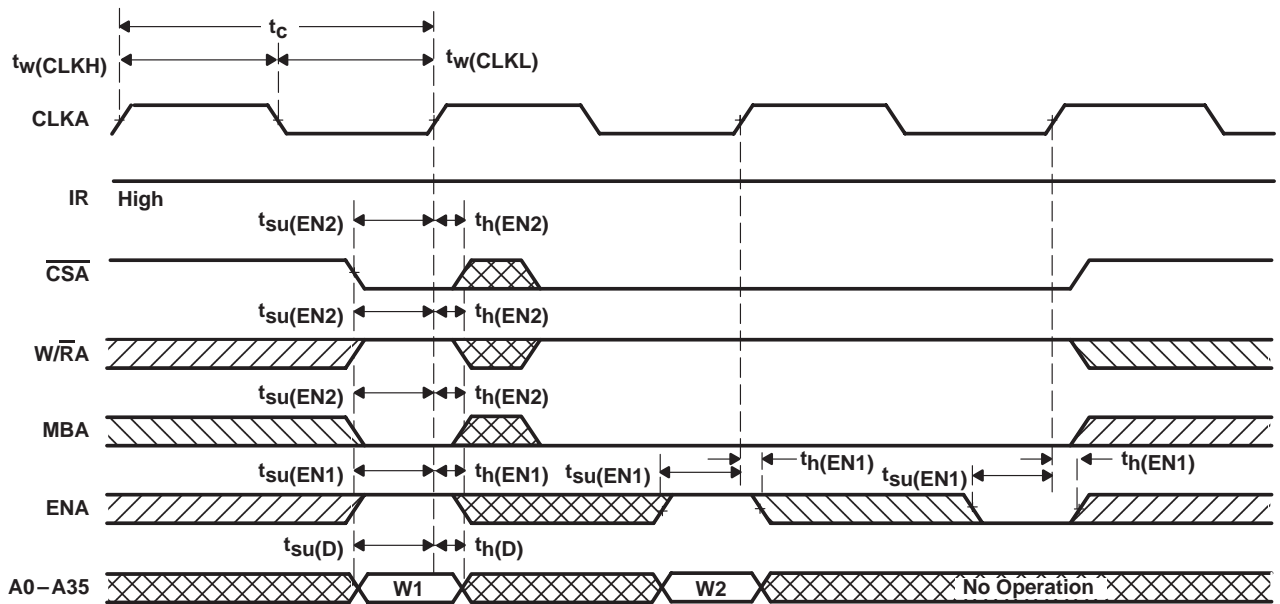 tc
tw(CLKH)
tw(CLKL)
CLKA
IR
High
tsu(EN2)
th(EN2)
CSA
tsu(EN2)
th(EN2)
W/RA
tsu(EN2)
th(EN2)
MBA
tsu(EN1)
th(EN1)
tsu(EN1)
th(EN1)
tsu(EN1)
th(EN1)
ENA
tsu(D)
th(D)
A0–A35
W1
W2
No Operation